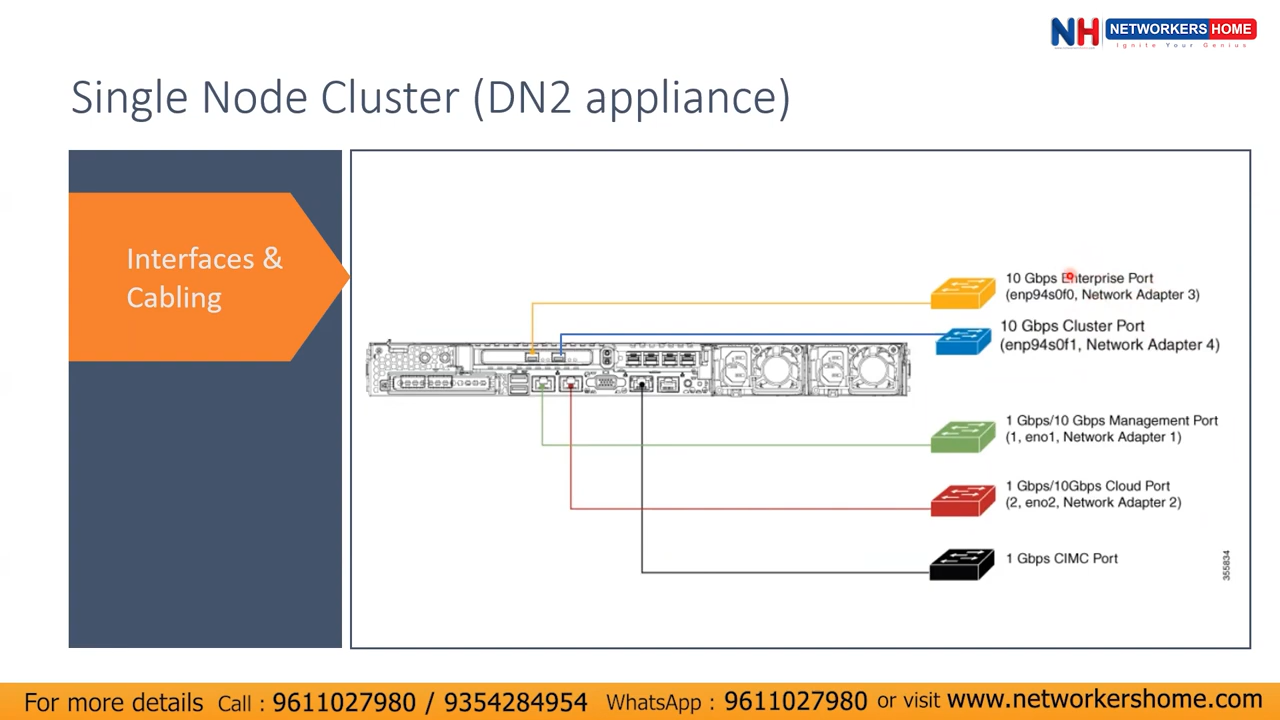 NH NETWORKERS HOME
Ignite Your Genius
Single Node Cluster (DN2 appliance)
Interfaces &
Cabling
10 Gbps Enterprise Port
(enp94s0f0, Network Adapter 3)
10 Gbps Cluster Port
(enp94s0f1, Network Adapter 4)
1 Gbps/10 Gbps Management Port
(1, eno1, Network Adapter 1)
1 Gbps/10Gbps Cloud Port
(2, eno2, Network Adapter 2)
1 Gbps CIMC Port
355834
For more details Call : 9611027980 / 9354284954 WhatsApp : 9611027980 or visit www.networkershome.com